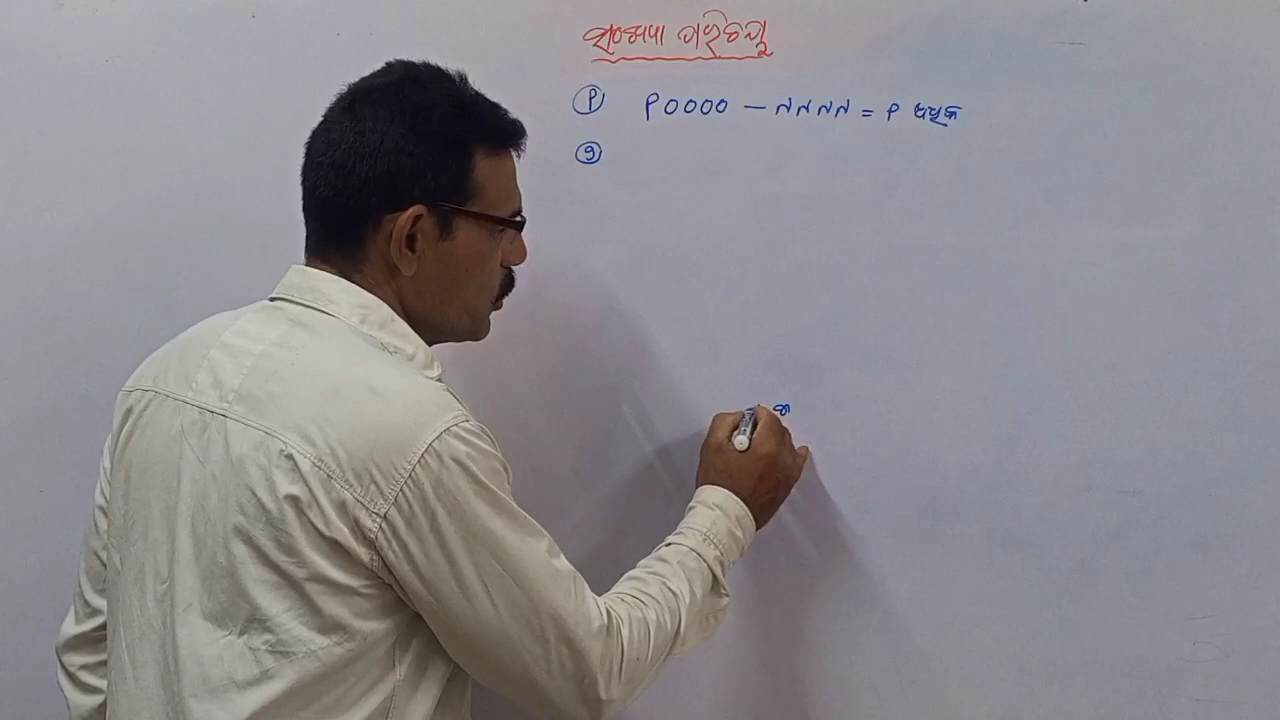 ସଂଖ୍ୟା ପରିଚୟ
୧ ୧୦୦୦୦ — ୯୯୯୯ = ୧ ଅଧିକ
୨